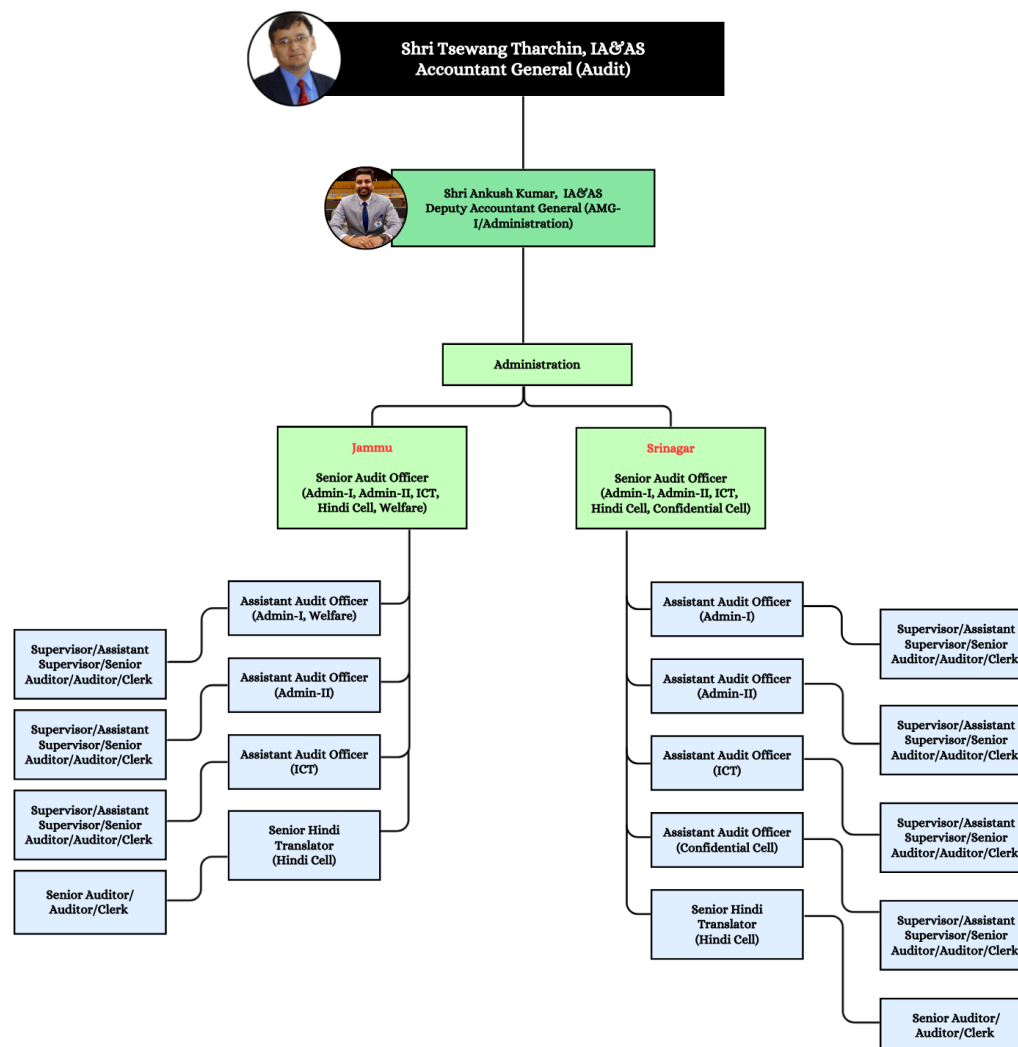 Shri Tsewang Tharchin, IA&AS
Accountant General (Audit)
Shri Ankush Kumar, IA&AS
Deputy Accountant General (AMG-
I/Administration)
Administration
Jammu
Senior Audit Officer
(Admin-I, Admin-II, ICT,
Hindi Cell, Welfare)
Srinagar
Senior Audit Officer
(Admin-I, Admin-II, ICT,
Hindi Cell, Confidential Cell)
Assistant Audit Officer
(Admin-I, Welfare)
Supervisor/Assistant
Supervisor/Senior
Auditor/Auditor/Clerk
Assistant Audit Officer
(Admin-II)
Supervisor/Assistant
Supervisor/Senior
Auditor/Auditor/Clerk
Assistant Audit Officer
(ICT)
Supervisor/Assistant
Supervisor/Senior
Auditor/Auditor/Clerk
Senior Hindi
Translator
(Hindi Cell)
Senior Auditor/
Auditor/Clerk
Assistant Audit Officer
(Admin-I)
Supervisor/Assistant
Supervisor/Senior
Auditor/Auditor/Clerk
Assistant Audit Officer
(Admin-II)
Supervisor/Assistant
Supervisor/Senior
Auditor/Auditor/Clerk
Assistant Audit Officer
(ICT)
Supervisor/Assistant
Supervisor/Senior
Auditor/Auditor/Clerk
Assistant Audit Officer
(Confidential Cell)
Supervisor/Assistant
Supervisor/Senior
Auditor/Auditor/Clerk
Senior Hindi
Translator
(Hindi Cell)
Senior Auditor/
Auditor/Clerk